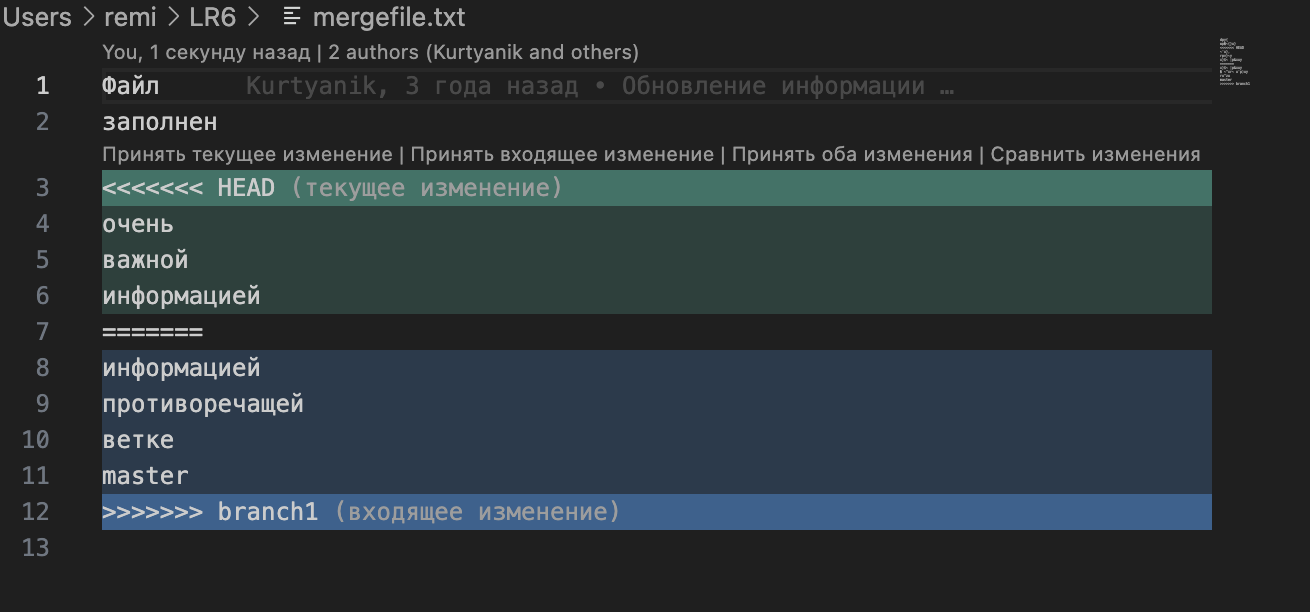 Users > remi > LR6 > mergefile.txt
You, 1 секунду назад | 2 authors (Kurtyanik and others)
1 Файл Kurtyanik, 3 года назад • Обновление информации …
2 заполнен
Принять текущее изменение | Принять входящее изменение | Принять оба изменения | Сравнить изменения
3 <<<<<<< HEAD (текущее изменение)
4 очень
5 важной
6 информацией
7 =======
8 информацией
9 противоречащей
10 ветке
11 master
12 >>>>>>> branch1 (входящее изменение)
13